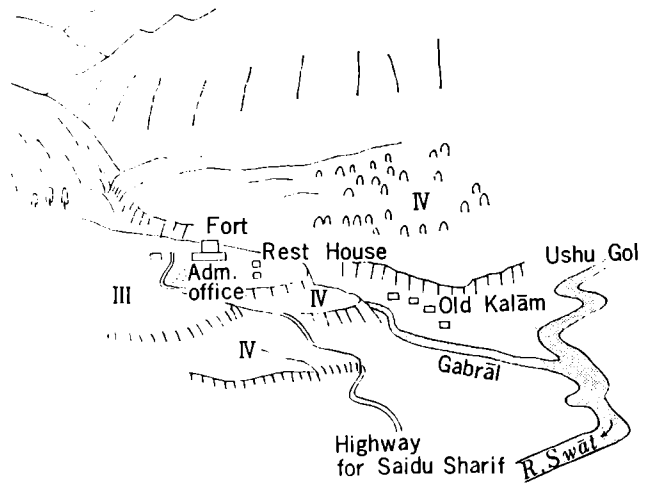 IV
Fort
Rest House
Ushu Gol
Adm.
office
III
IV
Old Kalām
IV
Gabrāl
Highway
for Saidu Sharif
R. Swāt